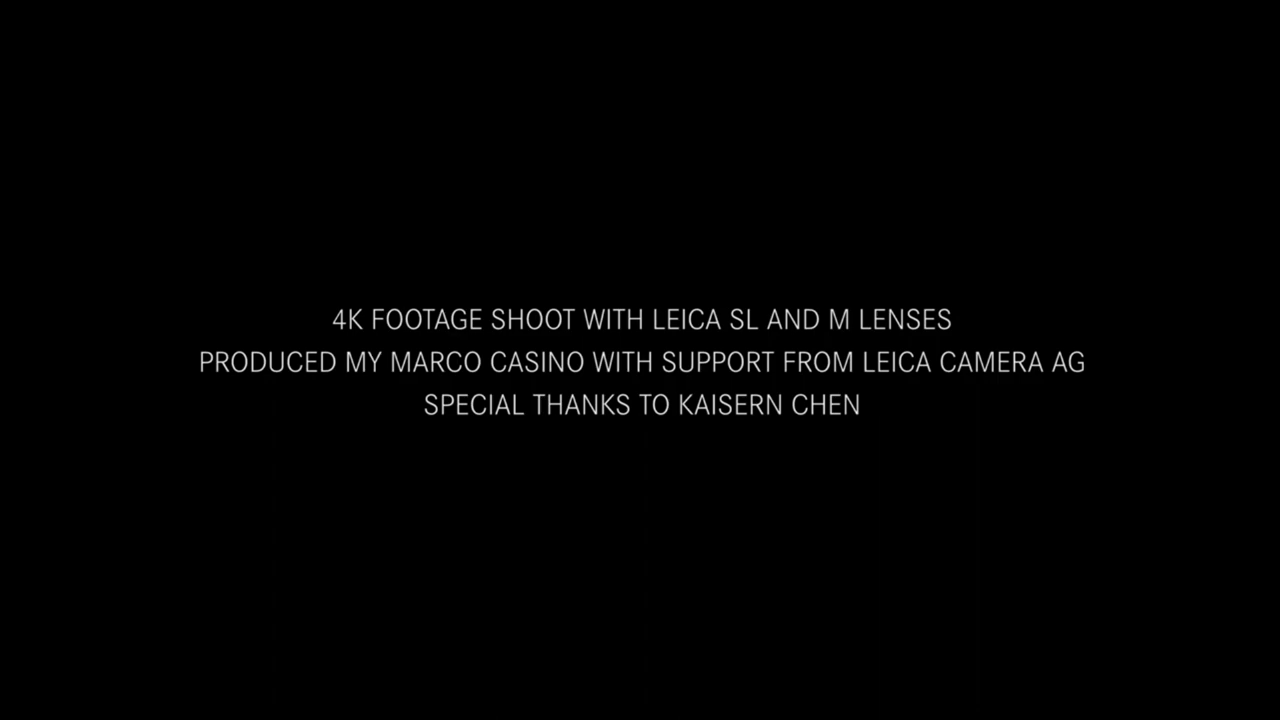 4K FOOTAGE SHOOT WITH LEICA SL AND M LENSES
PRODUCED MY MARCO CASINO WITH SUPPORT FROM LEICA CAMERA AG
SPECIAL THANKS TO KAISERN CHEN